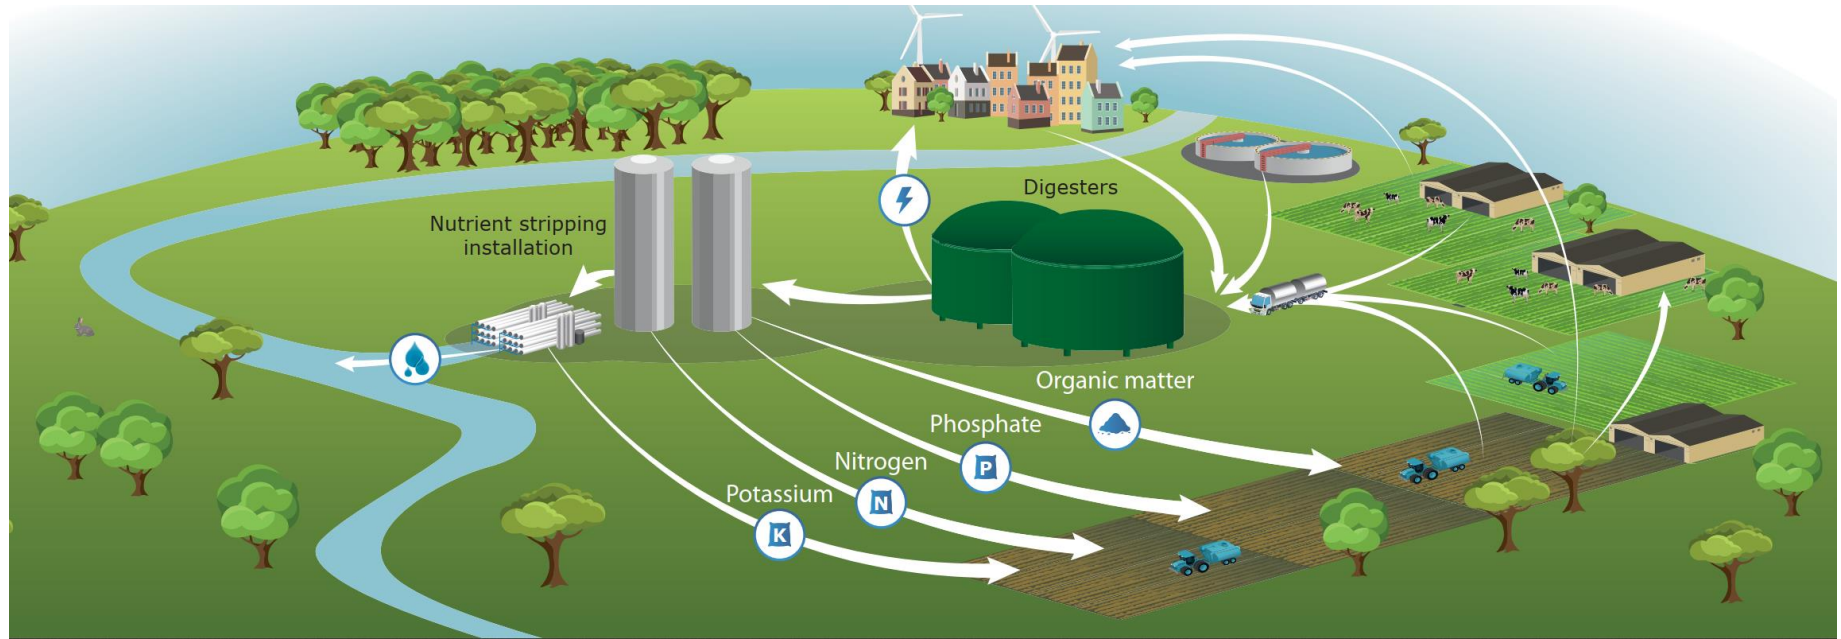 Digesters
Nutrient stripping
installation
Organic matter
Phosphate
P
Nitrogen
N
Potassium
K